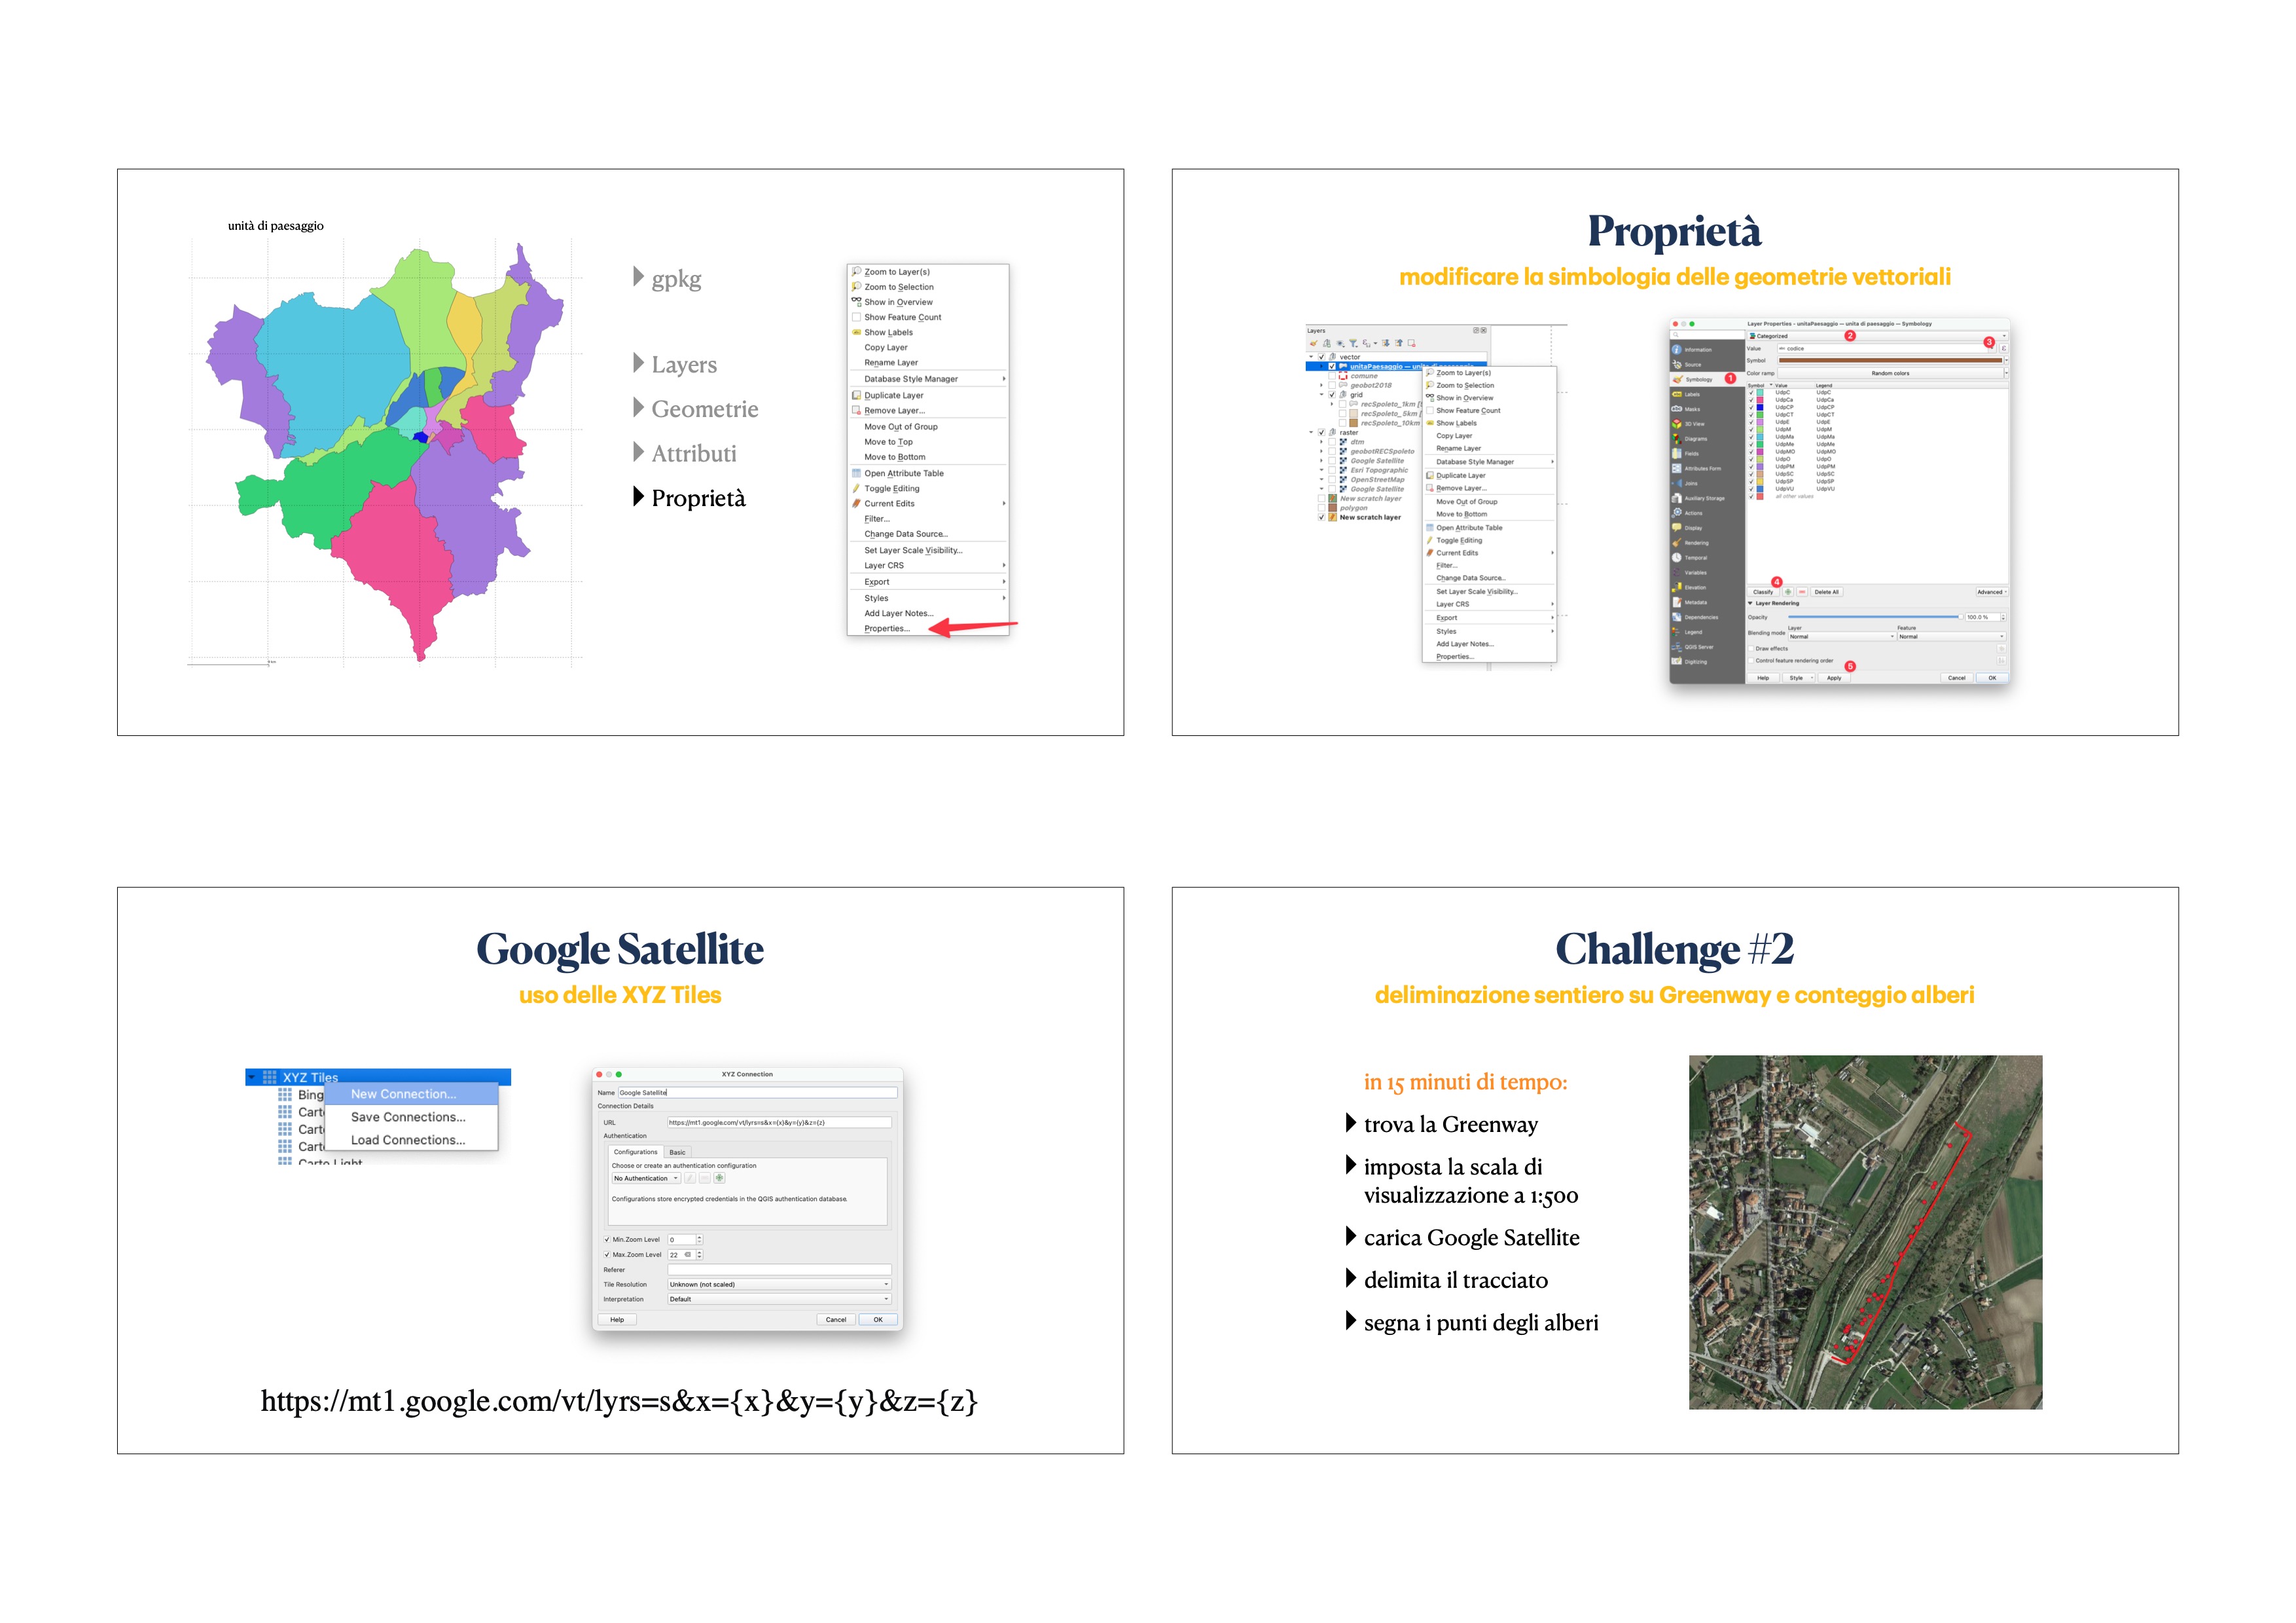 unità di paesaggio
gpkg
Layers
Geometrie
Attributi
Proprietà
Zoom to Layer(s)
Zoom to Selection
Show in Overview
Show Feature Count
Show Labels
Copy Layer
Rename Layer
Database Style Manager
Duplicate Layer
Remove Layer...
Move Out of Group
Move to Top
Move to Bottom
Open Attribute Table
Toggle Editing
Current Edits
Filter...
Change Data Source...
Set Layer Scale Visibility...
Layer CRS
Export
Styles
Add Layer Notes...
Properties...
Proprietà
modificare la simbologia delle geometrie vettoriali
Layers
vector
unitaPaesaggio — unità di paesaggio
comune
geobot2018
grid
recSpoleto_1km
recSpoleto_5km
recSpoleto_10km
raster
dtm
geobotRECSpoleto
Google Satellite
Esri Topographic
OpenStreetMap
Google Satellite
New scratch layer
polygon
New scratch layer
Zoom to Layer(s)
Zoom to Selection
Show in Overview
Show Feature Count
Show Labels
Copy Layer
Rename Layer
Database Style Manager
Duplicate Layer
Remove Layer...
Move Out of Group
Move to Bottom
Open Attribute Table
Toggle Editing
Current Edits
Filter...
Change Data Source...
Set Layer Scale Visibility...
Layer CRS
Export
Styles
Add Layer Notes...
Properties...
Layer Properties - unitaPaesaggio — unita di paesaggio — Symbology
Information
Source
Symbology
Labels
Masks
3D View
Diagrams
Fields
Attributes Form
Joins
Auxiliary Storage
Actions
Display
Rendering
Temporal
Variables
Elevation
Metadata
Dependencies
Legend
QGIS Server
Digitizing
1
Categorized 2
Value abc codice 3
Symbol
Color ramp Random colors
Symbol Value Legend
UdpC UdpC
UdpCa UdpCa
UdpCP UdpCP
UdpCT UdpCT
UdpE UdpE
UdpM UdpM
UdpMa UdpMa
UdpMe UdpMe
UdpMO UdpMO
UdpO UdpO
UdpPM UdpPM
UdpSC UdpSC
UdpSP UdpSP
UdpVU UdpVU
all other values
4
Classify Delete All Advanced
Layer Rendering
Opacity 100.0 %
Layer Feature
Blending mode Normal Normal
Draw effects
Control feature rendering order
5
Help Style Apply Cancel OK
Google Satellite
uso delle XYZ Tiles
XYZ Tiles
Bing
Cart
Cart
Cart
Carto Light
New Connection...
Save Connections...
Load Connections...
XYZ Connection
Name Google Satellite
Connection Details
URL https://mt1.google.com/vt/lyrs=s&x={x}&y={y}&z={z}
Authentication
Configurations Basic
Choose or create an authentication configuration
No Authentication
Configurations store encrypted credentials in the QGIS authentication database.
Min. Zoom Level 0
Max. Zoom Level 22
Referer
Tile Resolution Unknown (not scaled)
Interpretation Default
Help Cancel OK
https://mt1.google.com/vt/lyrs=s&x={x}&y={y}&z={z}
Challenge #2
deliminazione sentiero su Greenway e conteggio alberi
in 15 minuti di tempo:
trova la Greenway
imposta la scala di
visualizzazione a 1:500
carica Google Satellite
delimita il tracciato
segna i punti degli alberi